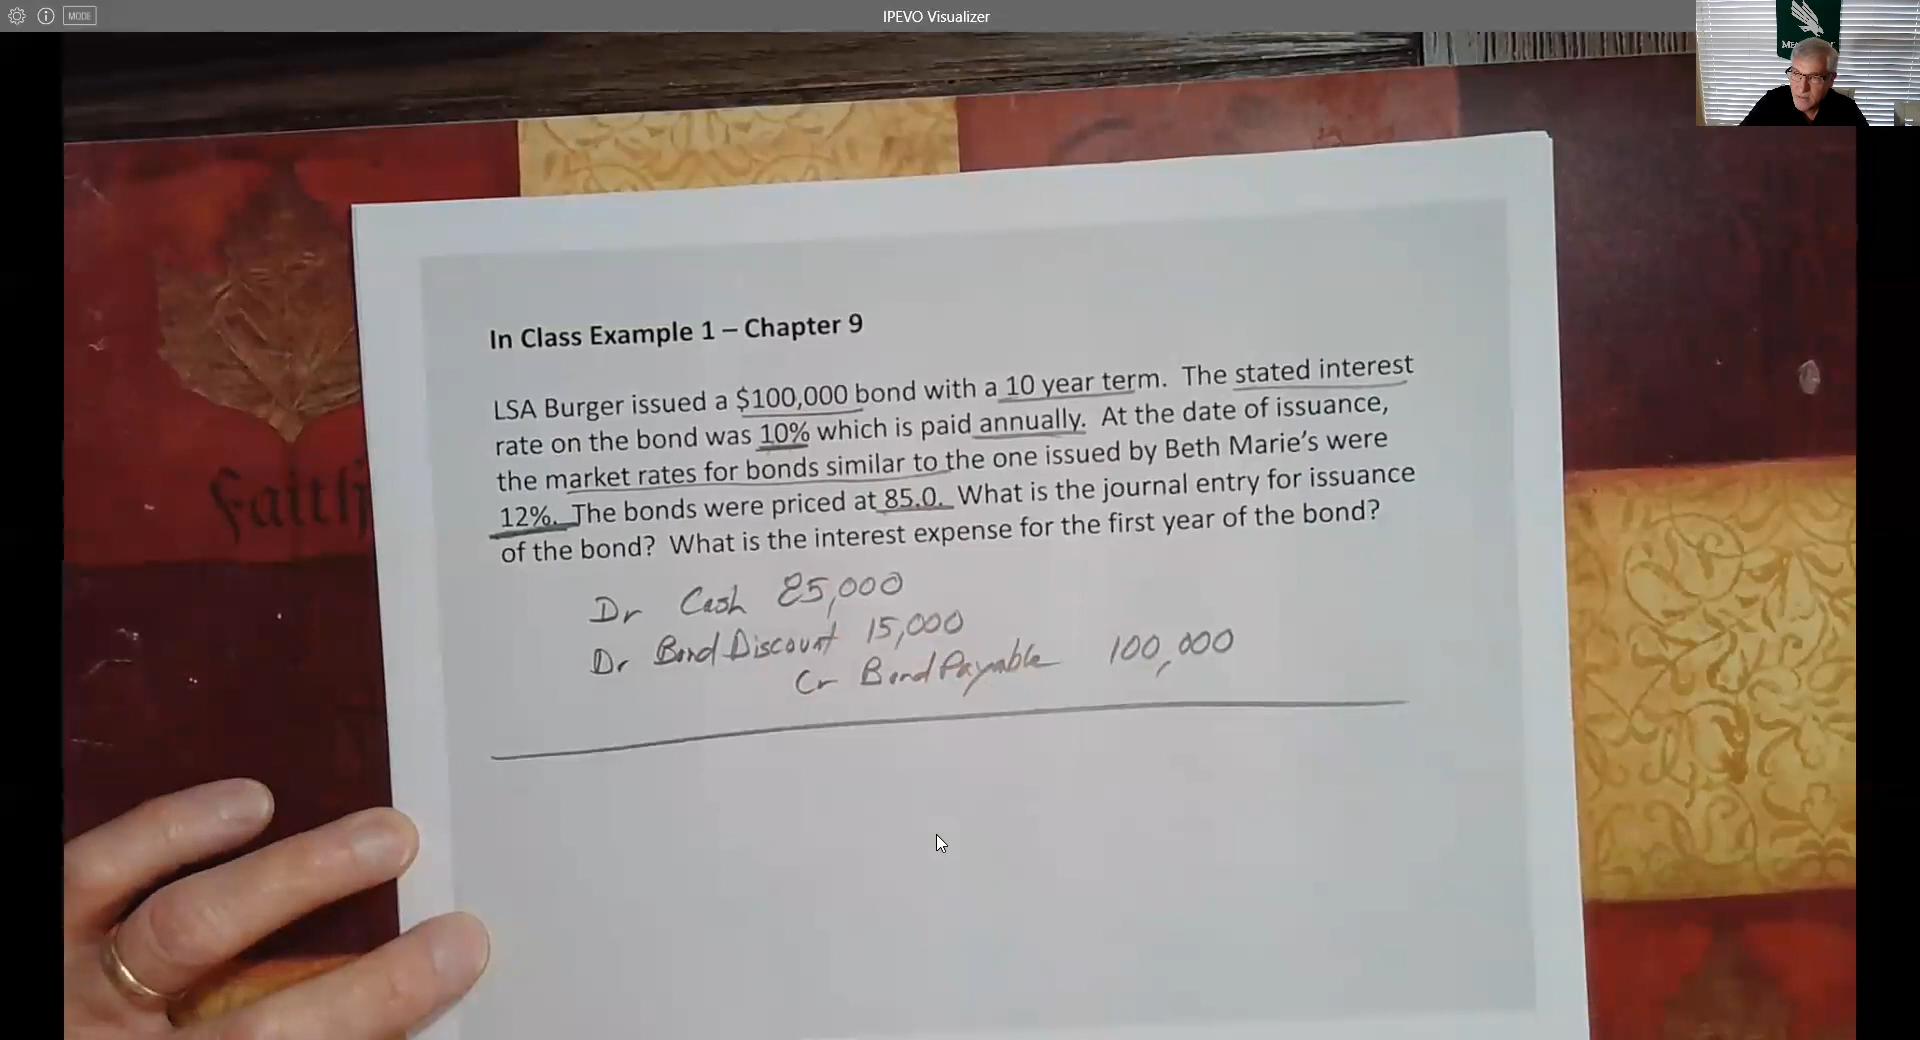 MODE
IPEVO Visualizer
Faith
In Class Example 1 – Chapter 9
LSA Burger issued a $100,000 bond with a 10 year term. The stated interest
rate on the bond was 10% which is paid annually. At the date of issuance,
the market rates for bonds similar to the one issued by Beth Marie's were
12%. The bonds were priced at 85.0. What is the journal entry for issuance
of the bond? What is the interest expense for the first year of the bond?
Dr Cash 85,000
Dr Bond Discount 15,000
Cr Bond Payable 100,000